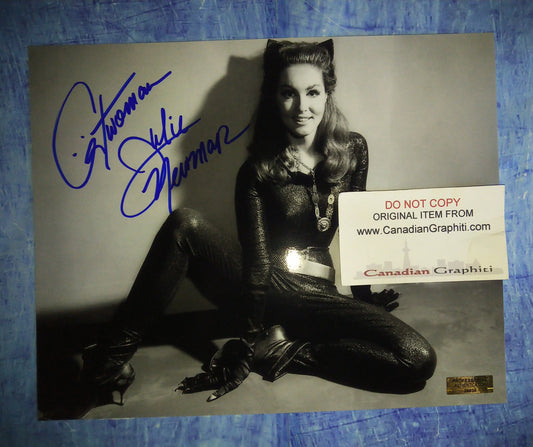 Catwoman
Julie
Newmar
DO NOT COPY
ORIGINAL ITEM FROM
www.CanadianGraphiti.com
Canadian Graphiti